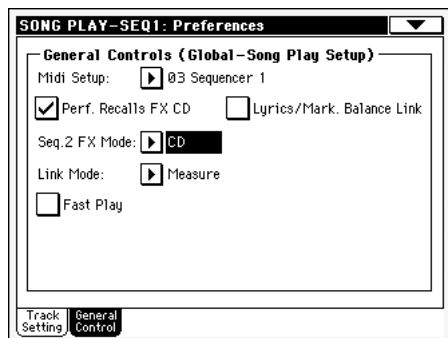 SONG PLAY-SEQ1: Preferences
General Controls (Global-Song Play Setup)
Midi Setup: 03 Sequencer 1
Perf. Recalls FX CD Lyrics/Mark. Balance Link
Seq.2 FX Mode: CD
Link Mode: Measure
Fast Play
Track Setting General Control